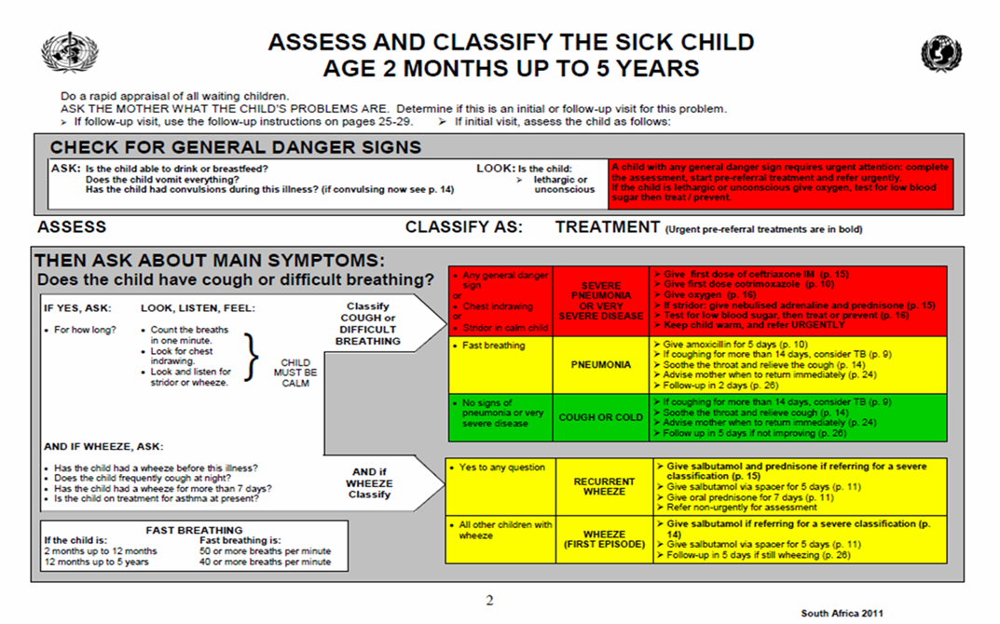 ASSESS AND CLASSIFY THE SICK CHILD
AGE 2 MONTHS UP TO 5 YEARS
Do a rapid appraisal of all waiting children.
ASK THE MOTHER WHAT THE CHILD'S PROBLEMS ARE. Determine if this is an initial or follow-up visit for this problem.
➢ If follow-up visit, use the follow-up instructions on pages 25-29. ➢ If initial visit, assess the child as follows:
CHECK FOR GENERAL DANGER SIGNS
ASK: Is the child able to drink or breastfeed?
Does the child vomit everything?
Has the child had convulsions during this illness? (if convulsing now see p. 14)
LOOK: Is the child:
➢ lethargic or
unconscious
A child with any general danger sign requires urgent attention: complete
the assessment, start pre-referral treatment and refer urgently.
If the child is lethargic or unconscious give oxygen, test for low blood
sugar then treat / prevent.
ASSESS
CLASSIFY AS:
TREATMENT (Urgent pre-referral treatments are in bold)
THEN ASK ABOUT MAIN SYMPTOMS:
Does the child have cough or difficult breathing?
IF YES, ASK:
• For how long?
LOOK, LISTEN, FEEL:
• Count the breaths
in one minute.
• Look for chest
indrawing.
• Look and listen for
stridor or wheeze.
CHILD
MUST BE
CALM
Classify
COUGH or
DIFFICULT
BREATHING
• Any general danger
sign
or
• Chest indrawing
or
• Stridor in calm child
SEVERE
PNEUMONIA
OR VERY
SEVERE DISEASE
➢ Give first dose of ceftriaxone IM (p. 15)
➢ Give first dose cotrimoxazole (p. 10)
➢ Give oxygen (p. 16)
➢ If stridor: give nebulised adrenaline and prednisone (p. 15)
➢ Test for low blood sugar, then treat or prevent (p. 16)
➢ Keep child warm, and refer URGENTLY
• Fast breathing
PNEUMONIA
➢ Give amoxicillin for 5 days (p. 10)
➢ If coughing for more than 14 days, consider TB (p. 9)
➢ Soothe the throat and relieve the cough (p. 14)
➢ Advise mother when to return immediately (p. 24)
➢ Follow-up in 2 days (p. 26)
• No signs of
pneumonia or very
severe disease
COUGH OR COLD
➢ If coughing for more than 14 days, consider TB (p. 9)
➢ Soothe the throat and relieve cough (p. 14)
➢ Advise mother when to return immediately (p. 24)
➢ Follow up in 5 days if not improving (p. 26)
AND IF WHEEZE, ASK:
• Has the child had a wheeze before this illness?
• Does the child frequently cough at night?
• Has the child had a wheeze for more than 7 days?
• Is the child on treatment for asthma at present?
AND if
WHEEZE
Classify
• Yes to any question
RECURRENT
WHEEZE
➢ Give salbutamol and prednisone if referring for a severe
classification (p. 15)
➢ Give salbutamol via spacer for 5 days (p. 11)
➢ Give oral prednisone for 7 days (p. 11)
➢ Refer non-urgently for assessment
• All other children with
wheeze
WHEEZE
(FIRST EPISODE)
➢ Give salbutamol if referring for a severe classification (p.
14)
➢ Give salbutamol via spacer for 5 days (p. 11)
➢ Follow-up in 5 days if still wheezing (p. 26)
FAST BREATHING
If the child is: Fast breathing is:
2 months up to 12 months 50 or more breaths per minute
12 months up to 5 years 40 or more breaths per minute
2
South Africa 2011